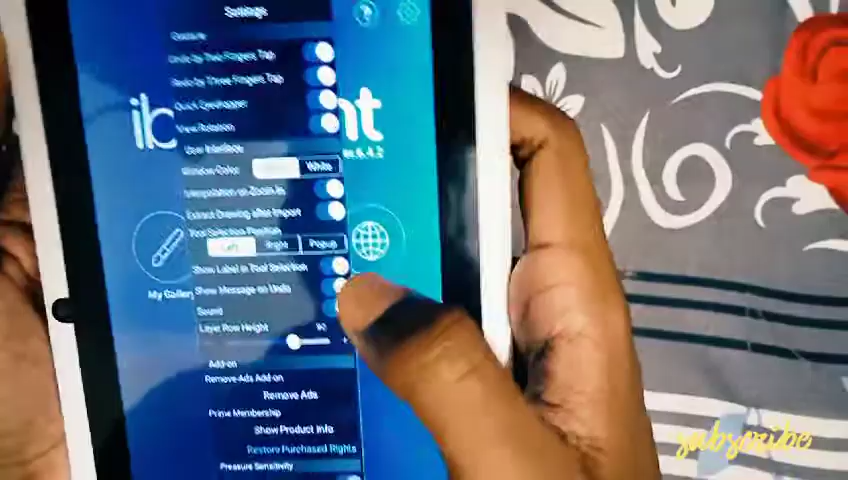 Settings
Gesture
Undo by Two Fingers Tap
Redo by Three Fingers Tap
Quick Eyedropper
View Rotation
User Interface
Window Color
White
Interpolation on Zoom In
Extract Drawing after Import
Tool Selection Position
Left Right Popup
Show Label in Tool Selection
Show Message on Undo
Sound
Layer Row Height 90
Add-on
Remove Ads Add-on
Remove Ads
Prime Membership
Show Product Info
Restore Purchased Rights
Pressure Sensitivity
My Gallery
subscribe